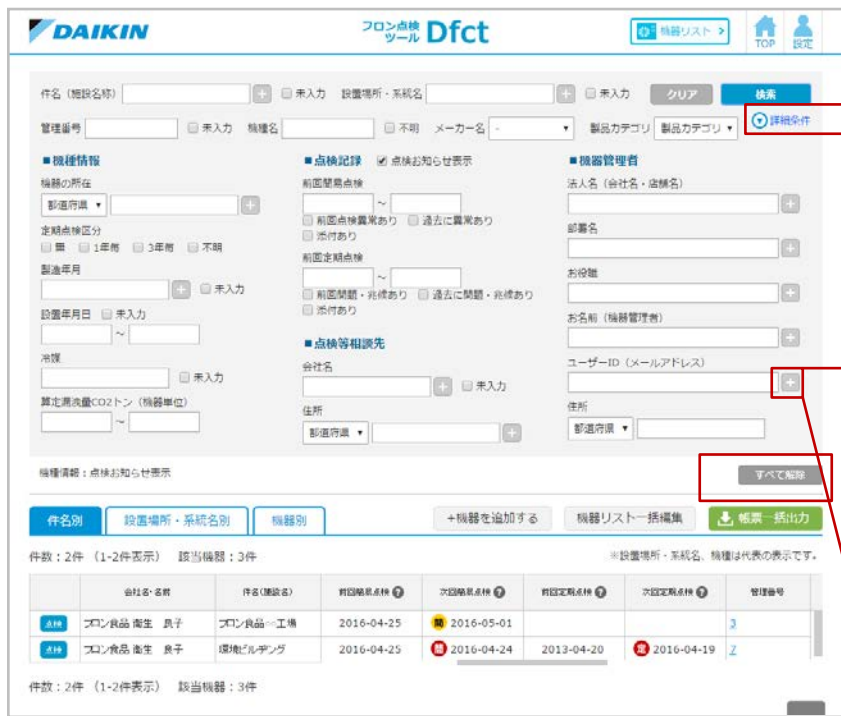 DAIKIN
フロン点検ツール Dfct
機器リスト >
TOP
設定
件名（施設名称）
+
未入力
設置場所・系統名
+
未入力
クリア
検索
管理番号
未入力
機種名
不明
メーカー名
-
製品カテゴリ
製品カテゴリ
詳細条件
■機種情報
機器の所在
都道府県
+
定期点検区分
無
1年毎
3年毎
不明
製造年月
+
未入力
設置年月日
未入力
～
冷媒
未入力
算定漏洩量CO2トン（機器単位）
～
■点検記録
点検お知らせ表示
前回簡易点検
～
前回点検異常あり
過去に異常あり
添付あり
前回定期点検
～
前回問題・兆候あり
過去に問題・兆候あり
添付あり
■点検等相談先
会社名
+
未入力
住所
都道府県
+
■機器管理者
法人名（会社名・店舗名）
+
部署名
+
お役職
+
お名前（機器管理者）
+
ユーザーID（メールアドレス）
+
住所
都道府県
機種情報：点検お知らせ表示
すべて解除
件名別
設置場所・系統名別
機器別
+機器を追加する
機器リスト一括編集
帳票一括出力
件数：2件 （1-2件表示） 該当機器：3件
※設置場所・系統名、機種は代表の表示です。
会社名・名前
件名(施設名)
前回簡易点検 ?
次回簡易点検 ?
前回定期点検 ?
次回定期点検 ?
管理番号
点検 フロン食品 衛生 良子 フロン食品○○工場 2016-04-25 簡 2016-05-01 3
点検 フロン食品 衛生 良子 環境ビルヂング 2016-04-25 簡 2016-04-24 2013-04-20 定 2016-04-19 7
件数：2件 （1-2件表示） 該当機器：3件